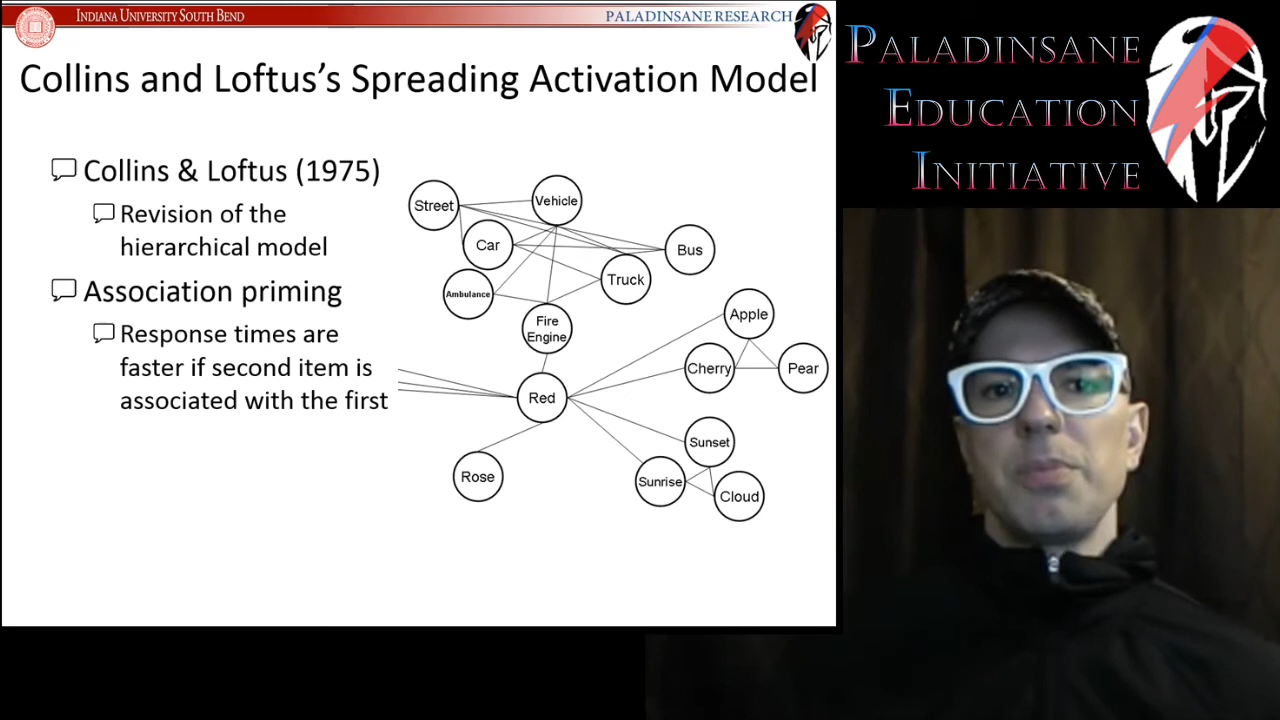 INDIANA UNIVERSITY SOUTH BEND
PALADINSANE RESEARCH
Collins and Loftus's Spreading Activation Model
Collins & Loftus (1975)
Revision of the
hierarchical model
Association priming
Response times are
faster if second item is
associated with the first
Street
Vehicle
Car
Bus
Truck
Ambulance
Fire
Engine
Apple
Cherry
Pear
Red
Sunset
Rose
Sunrise
Cloud
PALADINSANE
EDUCATION
INITIATIVE